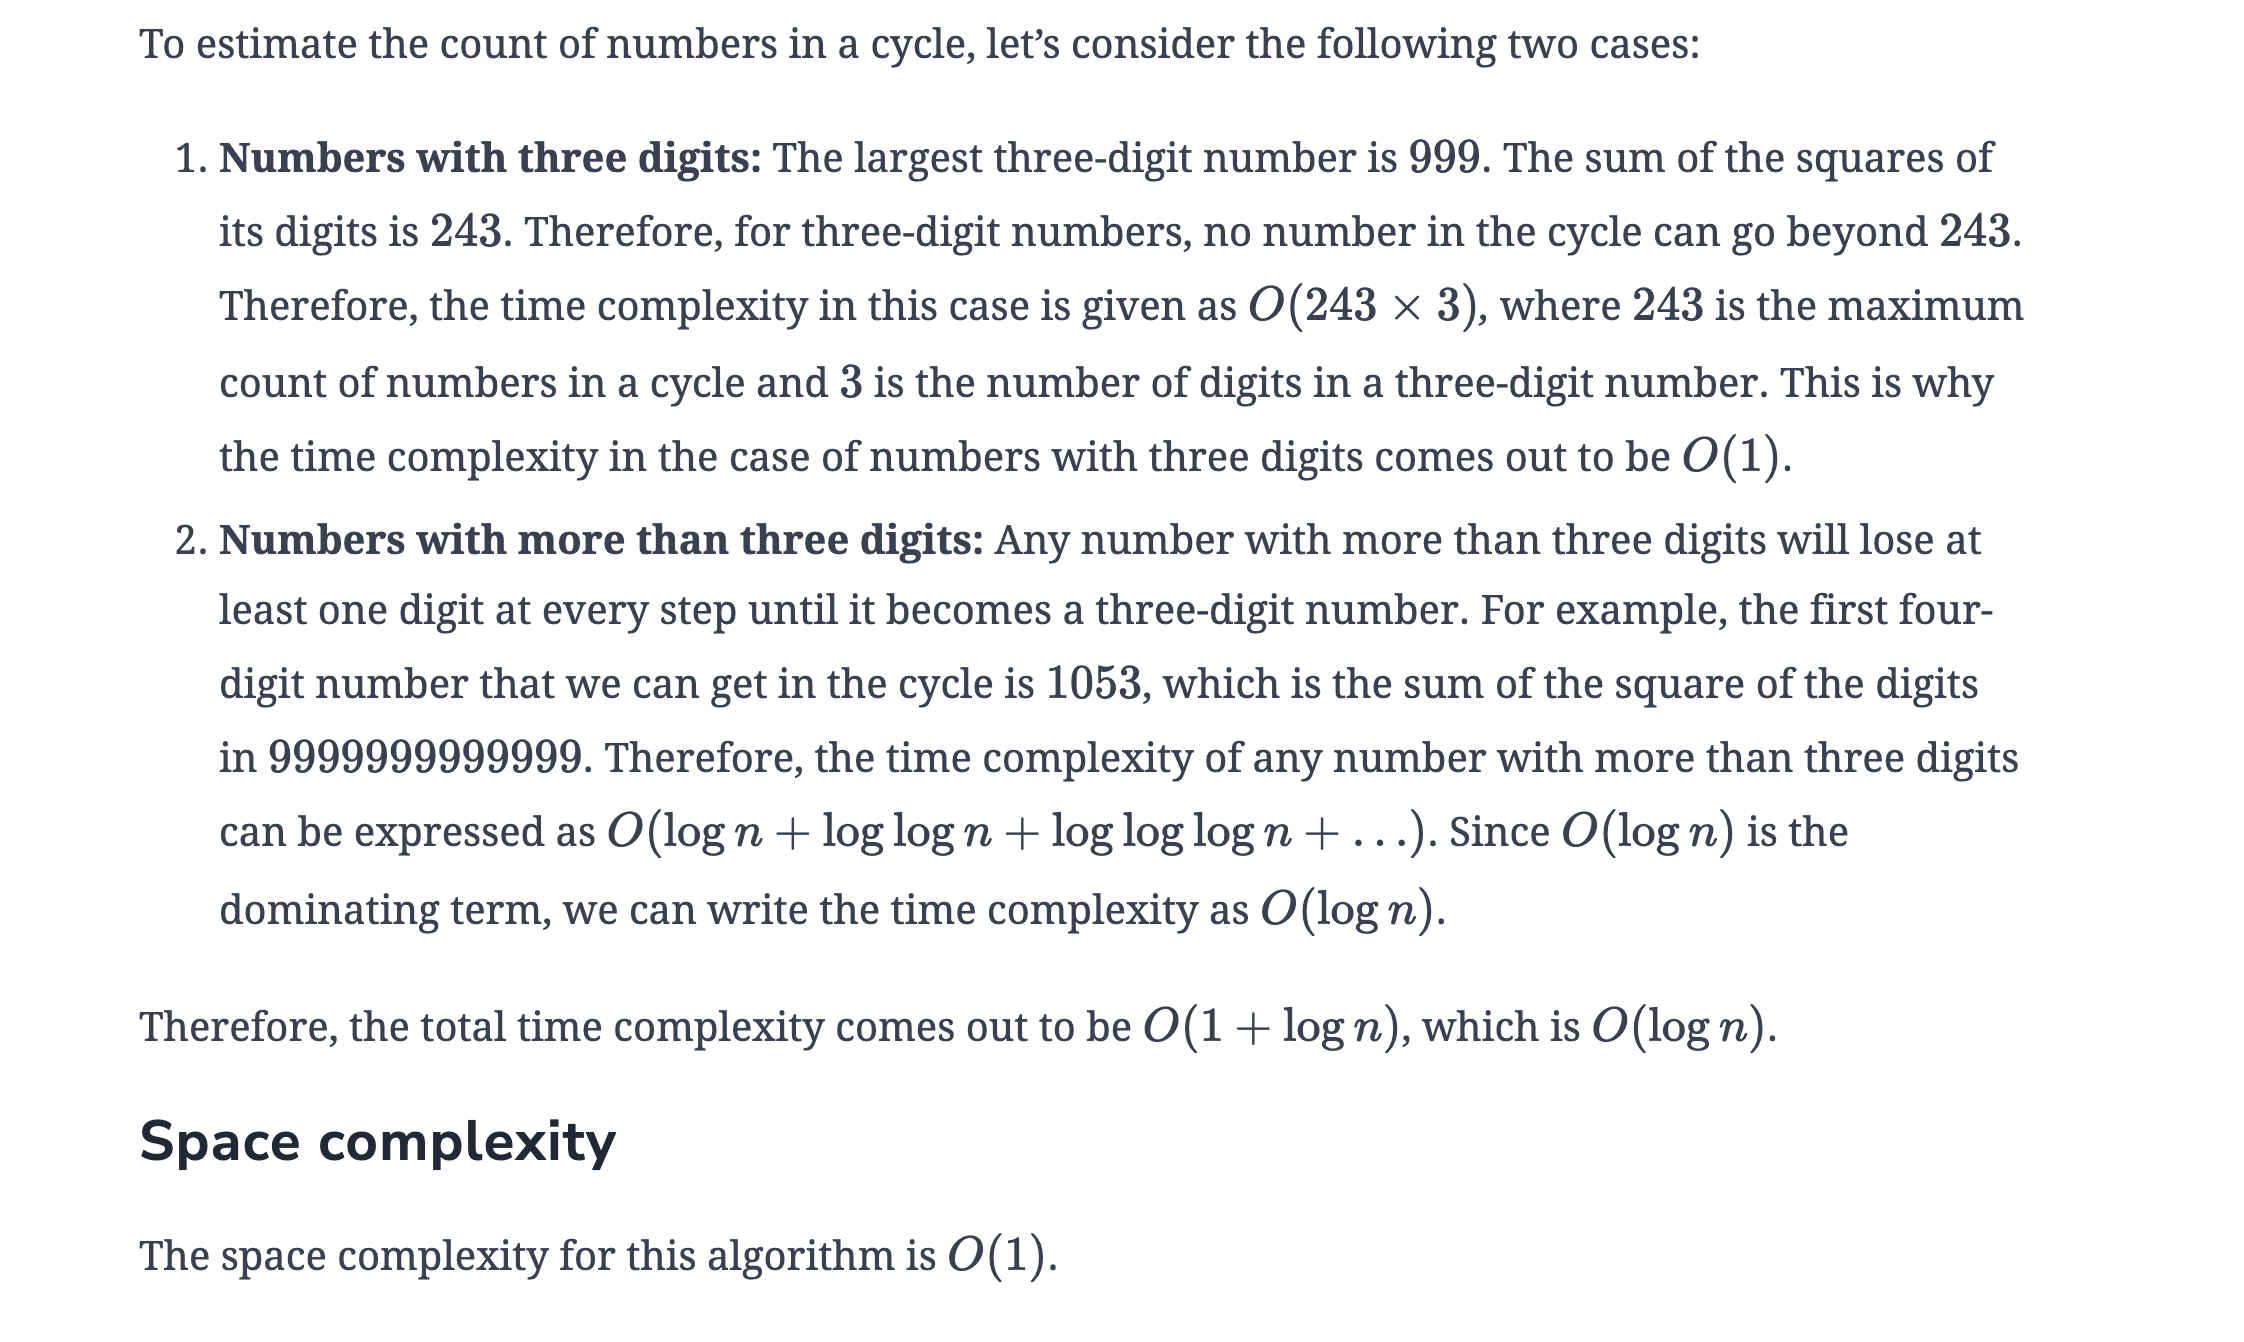 To estimate the count of numbers in a cycle, let’s consider the following two cases:
1. Numbers with three digits: The largest three-digit number is 999. The sum of the squares of
its digits is 243. Therefore, for three-digit numbers, no number in the cycle can go beyond 243.
Therefore, the time complexity in this case is given as O(243 × 3), where 243 is the maximum
count of numbers in a cycle and 3 is the number of digits in a three-digit number. This is why
the time complexity in the case of numbers with three digits comes out to be O(1).
2. Numbers with more than three digits: Any number with more than three digits will lose at
least one digit at every step until it becomes a three-digit number. For example, the first four-
digit number that we can get in the cycle is 1053, which is the sum of the square of the digits
in 9999999999999. Therefore, the time complexity of any number with more than three digits
can be expressed as O(log n + log log n + log log log n + ...). Since O(log n) is the
dominating term, we can write the time complexity as O(log n).
Therefore, the total time complexity comes out to be O(1 + log n), which is O(log n).
Space complexity
The space complexity for this algorithm is O(1).